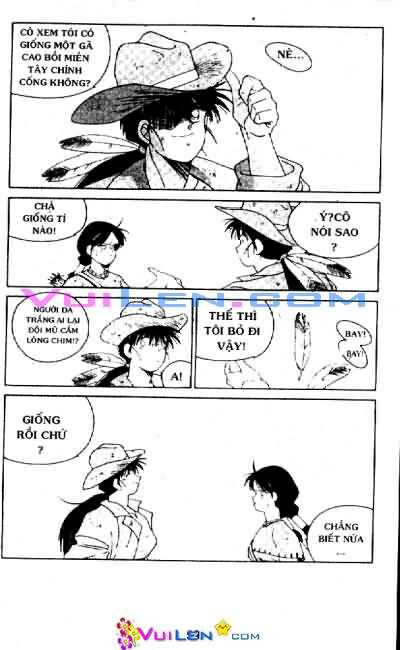 CÔ XEM TÔI CÓ
GIỐNG MỘT GÃ
CAO BỒI MIỀN
TÂY CHÍNH
CỐNG KHÔNG?
NÈ...
CHẢ
GIỐNG TÍ
NÀO!
Ý?CÔ
NÓI SAO
?
VUILEN.COM
NGƯỜI DA
TRẮNG AI LẠI
ĐỘI MŨ CẮM
LÔNG CHIM!?
A!
THẾ THÌ
TÔI BỎ ĐI
VẬY!
BAY!
BAY!
GIỐNG
RỒI CHỨ
?
CHẲNG
BIẾT NỮA
...
VUILEN.COM